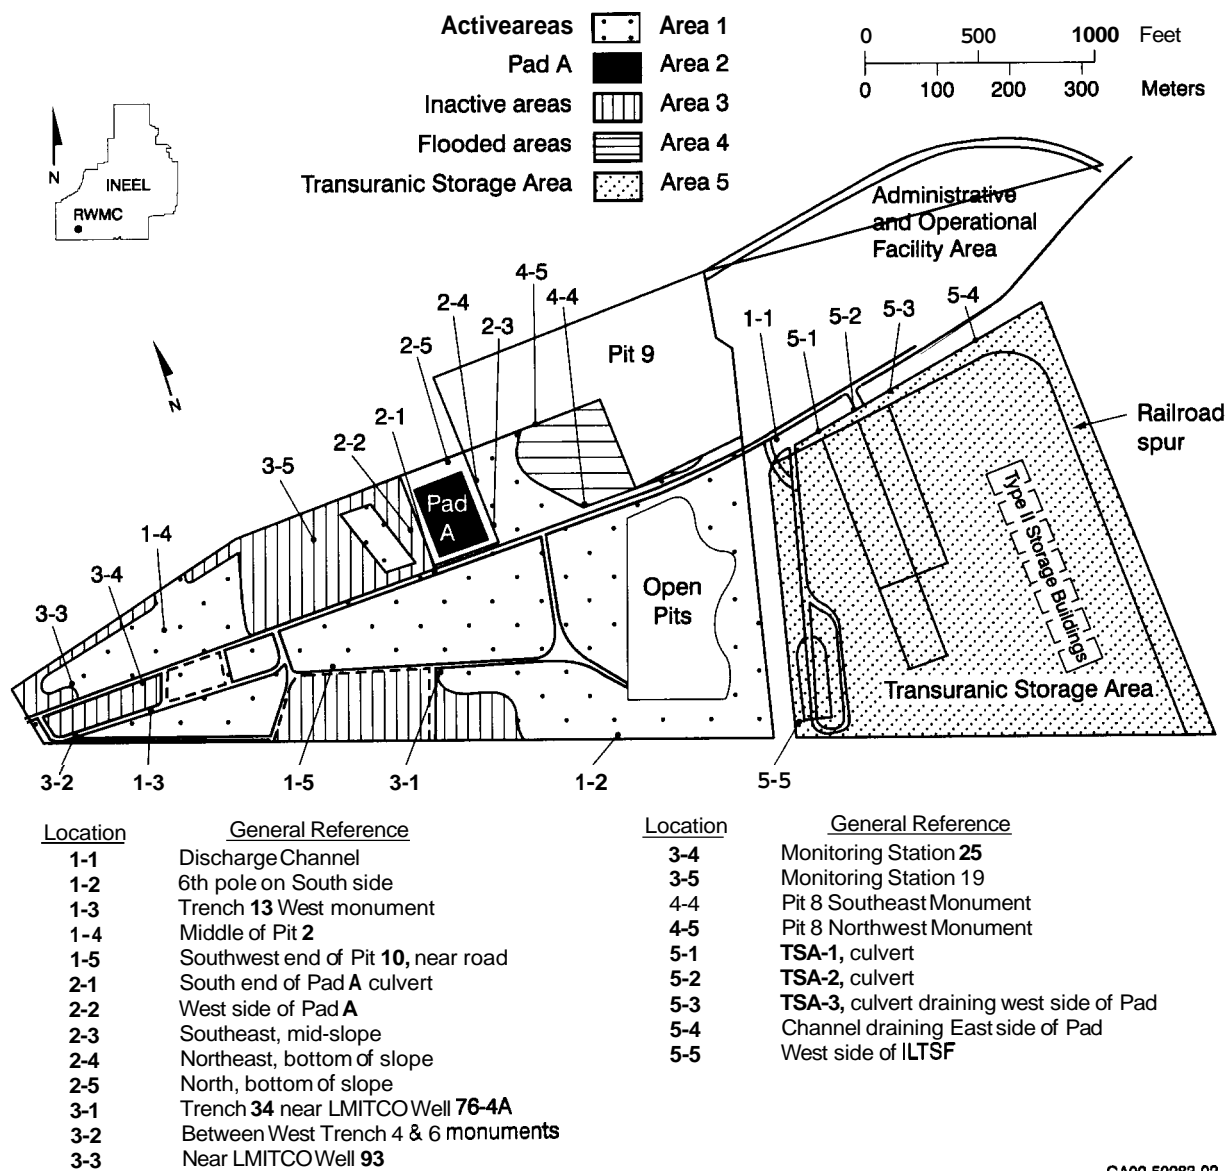 Activeareas Area 1
Pad A Area 2
Inactive areas Area 3
Flooded areas Area 4
Transuranic Storage Area Area 5
0 500 1000 Feet
0 100 200 300 Meters
N
INEEL
RWMC
N
Administrative
and Operational
Facility Area
4-5
4-4
2-4
2-3
2-5
Pit 9
1-1
5-1
5-2
5-3
5-4
Railroad
spur
2-1
2-2
3-5
Pad
A
1-4
3-4
3-3
Open
Pits
Type II Storage Buildings
Transuranic Storage Area
3-2
1-3
1-5
3-1
1-2
5-5
Location General Reference
1-1 Discharge Channel
1-2 6th pole on South side
1-3 Trench 13 West monument
1-4 Middle of Pit 2
1-5 Southwest end of Pit 10, near road
2-1 South end of Pad A culvert
2-2 West side of Pad A
2-3 Southeast, mid-slope
2-4 Northeast, bottom of slope
2-5 North, bottom of slope
3-1 Trench 34 near LMITCO Well 76-4A
3-2 Between West Trench 4 & 6 monuments
3-3 Near LMITCO Well 93
Location General Reference
3-4 Monitoring Station 25
3-5 Monitoring Station 19
4-4 Pit 8 Southeast Monument
4-5 Pit 8 Northwest Monument
5-1 TSA-1, culvert
5-2 TSA-2, culvert
5-3 TSA-3, culvert draining west side of Pad
5-4 Channel draining East side of Pad
5-5 West side of ILTSF